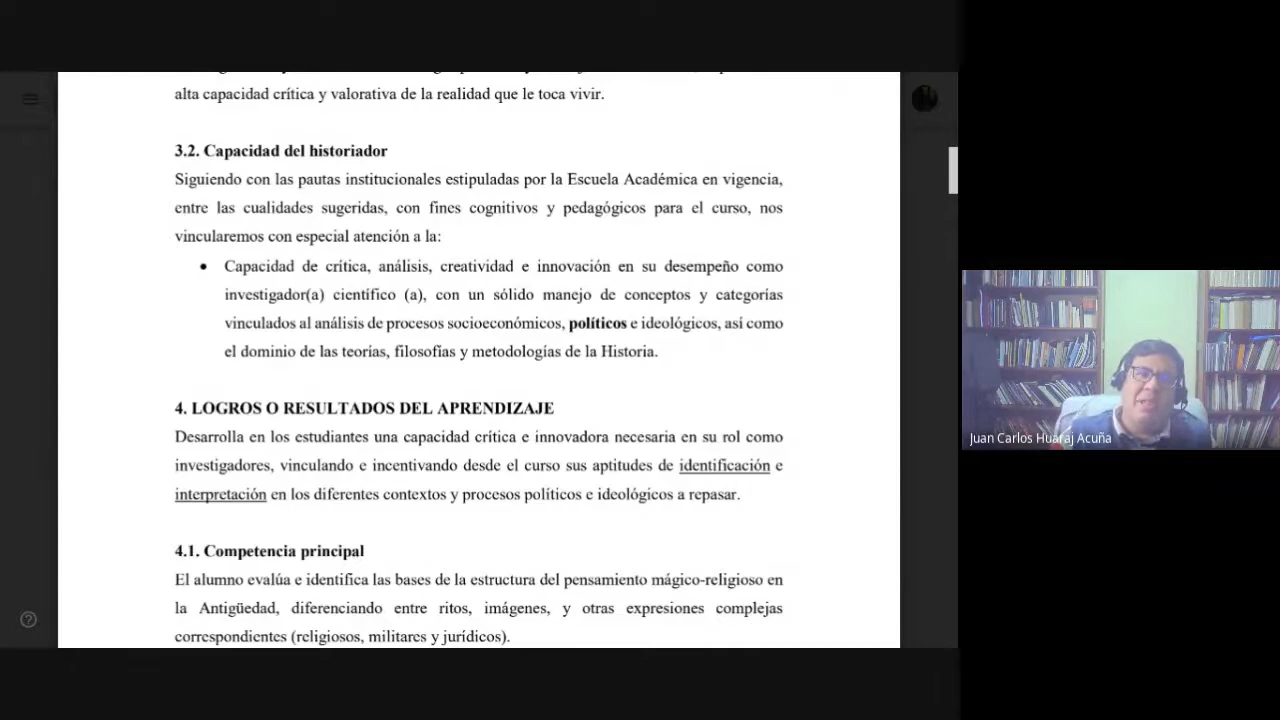 alta capacidad crítica y valorativa de la realidad que le toca vivir.
3.2. Capacidad del historiador
Siguiendo con las pautas institucionales estipuladas por la Escuela Académica en vigencia,
entre las cualidades sugeridas, con fines cognitivos y pedagógicos para el curso, nos
vincularemos con especial atención a la:
• Capacidad de crítica, análisis, creatividad e innovación en su desempeño como
investigador(a) científico (a), con un sólido manejo de conceptos y categorías
vinculados al análisis de procesos socioeconómicos, políticos e ideológicos, así como
el dominio de las teorías, filosofías y metodologías de la Historia.
4. LOGROS O RESULTADOS DEL APRENDIZAJE
Desarrolla en los estudiantes una capacidad crítica e innovadora necesaria en su rol como
investigadores, vinculando e incentivando desde el curso sus aptitudes de identificación e
interpretación en los diferentes contextos y procesos políticos e ideológicos a repasar.
4.1. Competencia principal
El alumno evalúa e identifica las bases de la estructura del pensamiento mágico-religioso en
la Antigüedad, diferenciando entre ritos, imágenes, y otras expresiones complejas
correspondientes (religiosos, militares y jurídicos).
Juan Carlos Huaraj Acuña